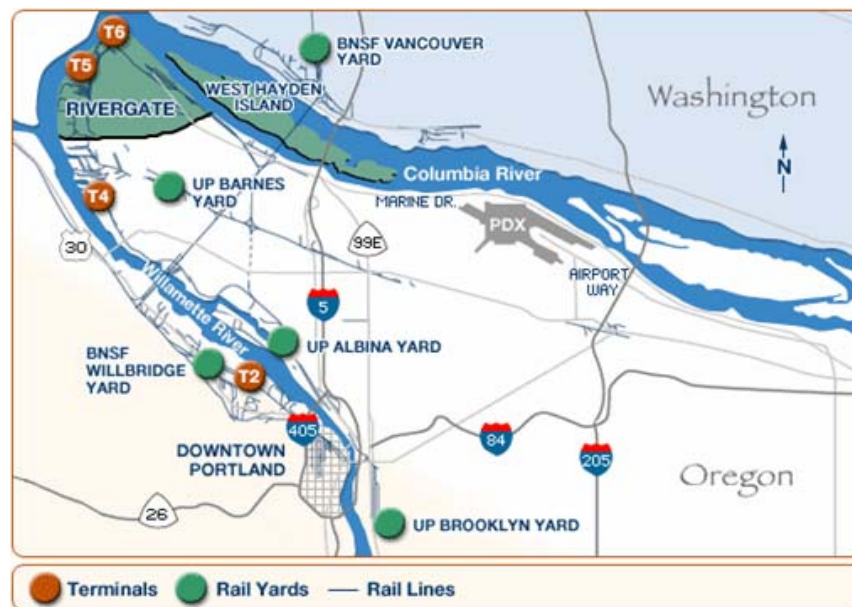 T6
BNSF VANCOUVER
YARD
T5
WEST HAYDEN
ISLAND
RIVERGATE
Washington
N
Columbia River
T4
UP BARNES
YARD
MARINE DR.
PDX
30
99E
AIRPORT
WAY
Willamette River
5
UP ALBINA YARD
BNSF
WILLBRIDGE
YARD
T2
405
84
205
DOWNTOWN
PORTLAND
Oregon
26
UP BROOKLYN YARD
Terminals Rail Yards Rail Lines